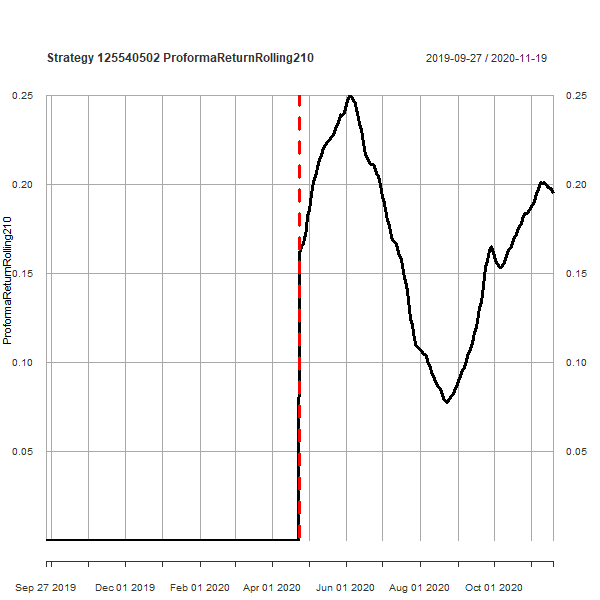 Strategy 125540502 ProformaReturnRolling210
2019-09-27 / 2020-11-19
0.25
0.25
0.20
0.20
0.15
0.15
0.10
0.10
0.05
0.05
ProformaReturnRolling210
Sep 27 2019
Dec 01 2019
Feb 01 2020
Apr 01 2020
Jun 01 2020
Aug 01 2020
Oct 01 2020